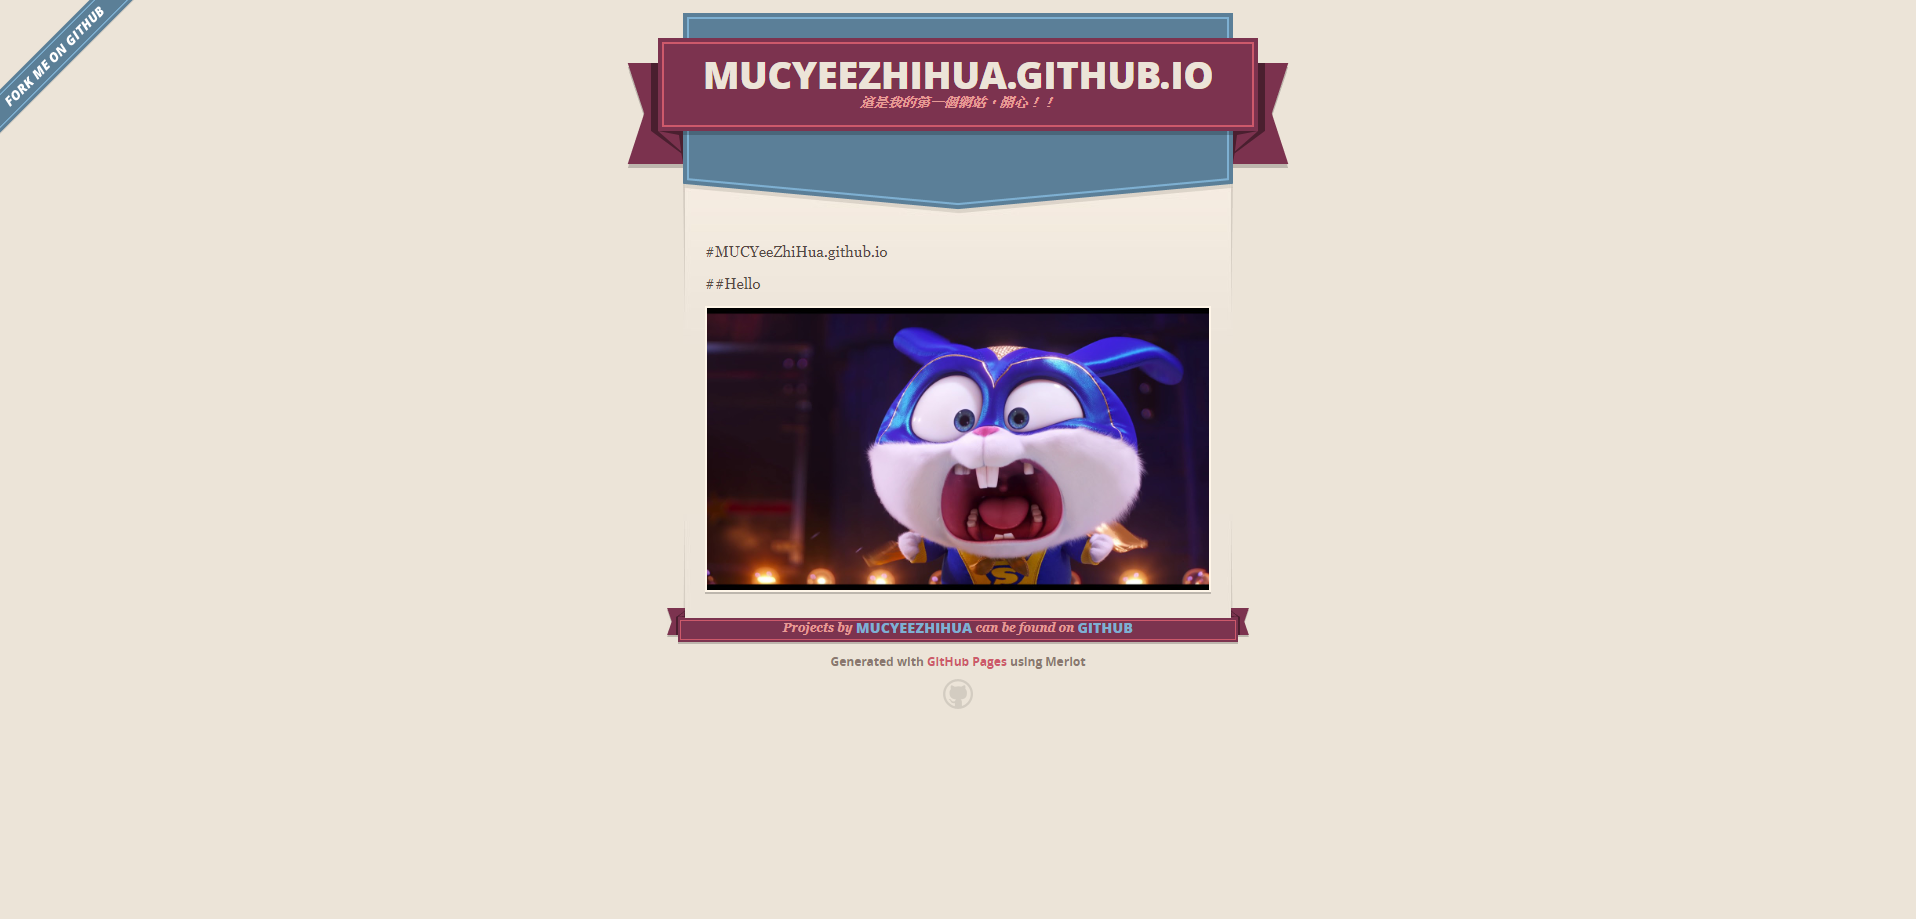 FORK ME ON GITHUB
MUCYEEZHIHUA.GITHUB.IO
這是我的第一個網站，開心！！
#MUCYeeZhiHua.github.io
##Hello
S
Projects by MUCYEEZHIHUA can be found on GITHUB
Generated with GitHub Pages using Merlot